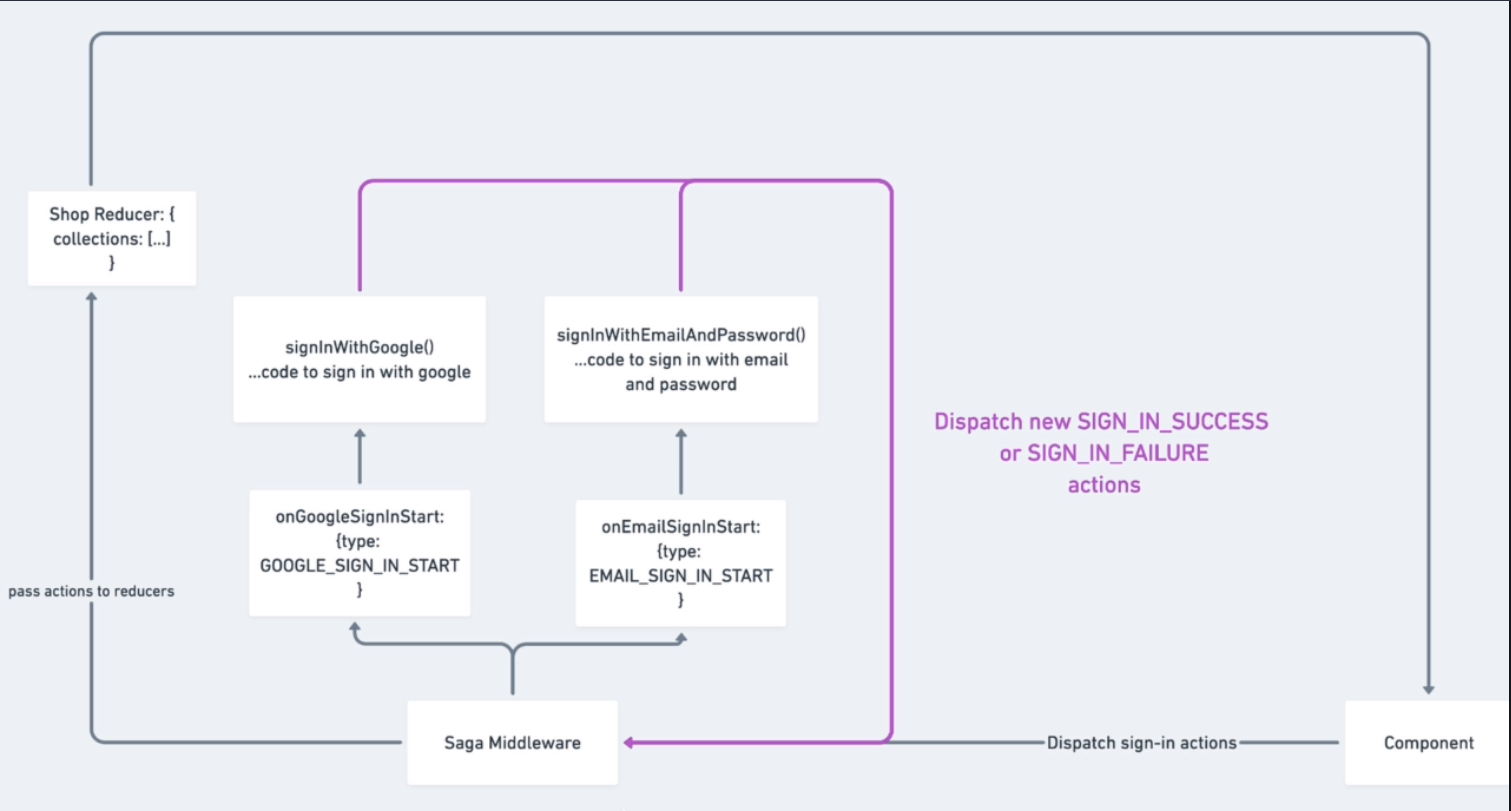 Shop Reducer: {
collections: [...]
}
signInWithGoogle()
...code to sign in with google
signInWithEmailAndPassword()
...code to sign in with email
and password
Dispatch new SIGN_IN_SUCCESS
or SIGN_IN_FAILURE
actions
onGoogleSignInStart:
{type:
GOOGLE_SIGN_IN_START
}
onEmailSignInStart:
{type:
EMAIL_SIGN_IN_START
}
pass actions to reducers
Saga Middleware
Dispatch sign-in actions
Component